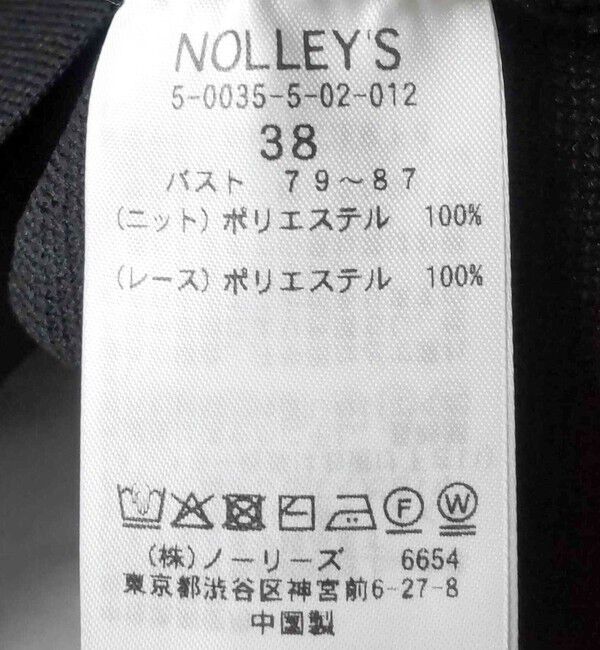 NOLLEY'S
5-0035-5-02-012
38
バスト 79～87
(ニット)ポリエステル 100%
(レース)ポリエステル 100%
F W
(株)ノーリーズ 6654
東京都渋谷区神宮前6-27-8
中国製